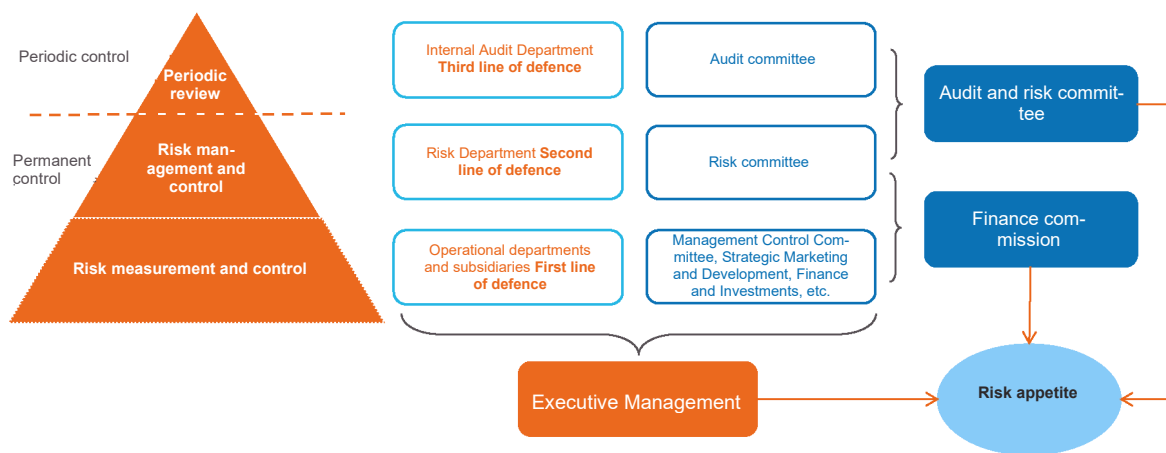 Periodic control
Periodic
review
Permanent
control
Risk man-
agement and
control
Risk measurement and control
Internal Audit Department
Third line of defence
Audit committee
Risk Department Second
line of defence
Risk committee
Operational departments
and subsidiaries First line
of defence
Management Control Com-
mittee, Strategic Marketing
and Development, Finance
and Investments, etc.
Audit and risk commit-
tee
Finance com-
mission
Executive Management
Risk appetite